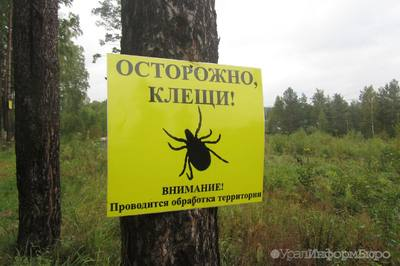 ОСТОРОЖНО,
КЛЕЩИ!
ВНИМАНИЕ!
Проводится обработка территории
©УралИнформБюро